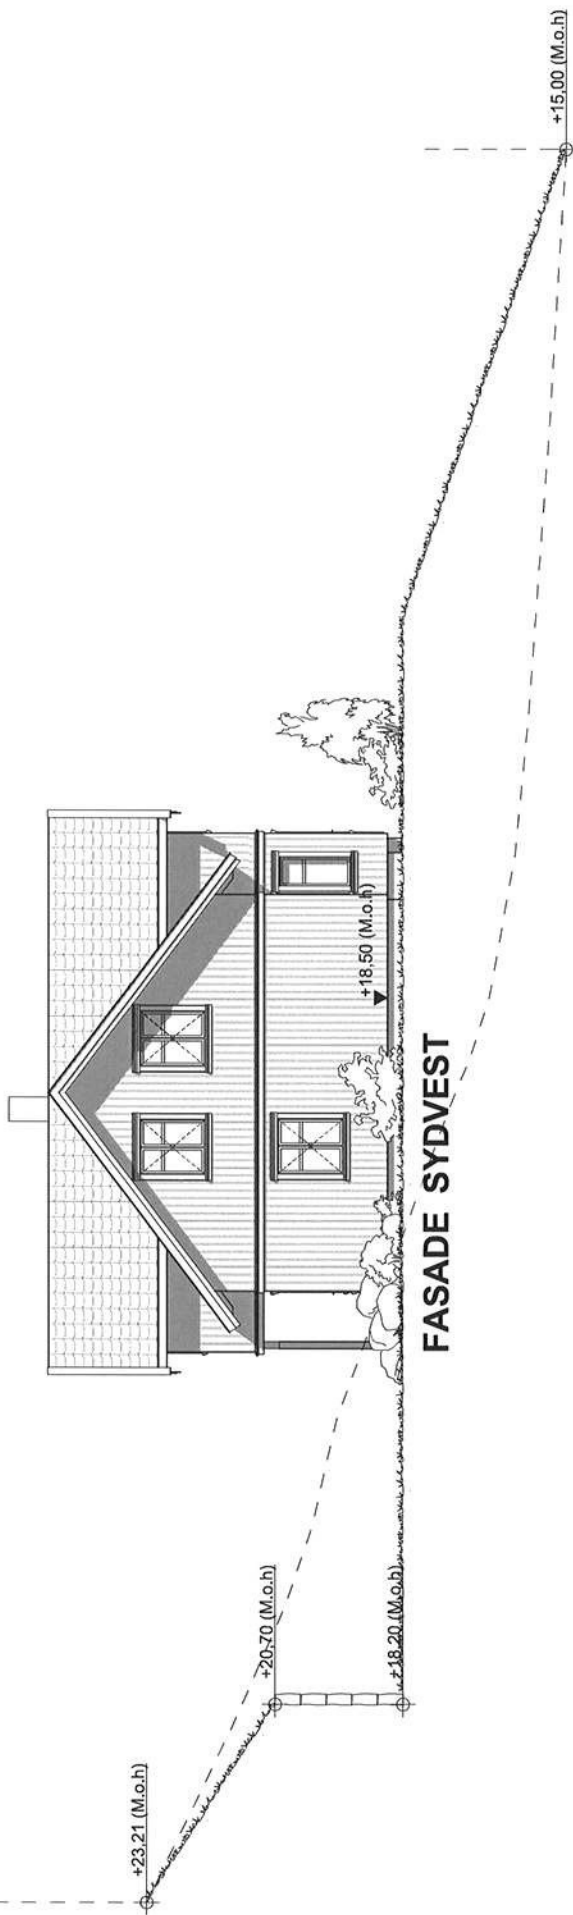 +23,21 (M.o.h)
+20,70 (M.o.h)
+18,20 (M.o.h)
+18,50 (M.o.h)
+15,00 (M.o.h)
FASADE SYDVEST